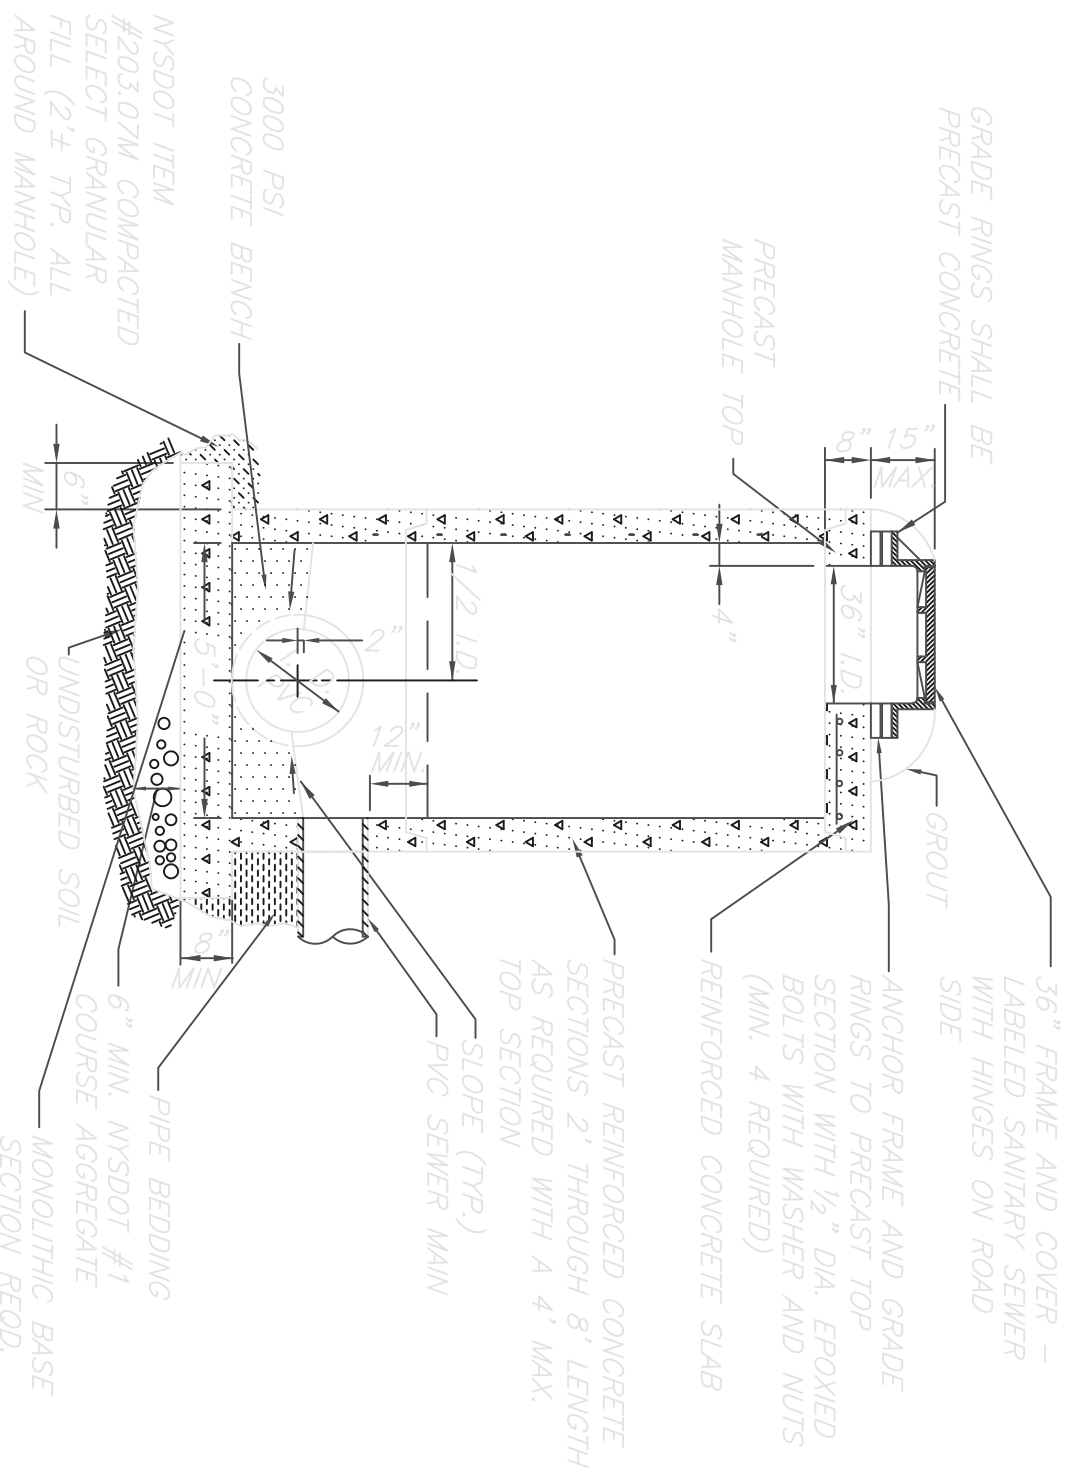 GRADE RINGS SHALL BE
PRECAST CONCRETE
PRECAST
MANHOLE TOP
3000 PSI
CONCRETE BENCH
NYSDOT ITEM
#203.07M COMPACTED
SELECT GRANULAR
FILL (2'± TYP. ALL
AROUND MANHOLE)
15"
MAX.
8"
4"
36" I.D.
1/2 I.D.
2"
I.D.
PVC
12"
MIN.
5'-0"
6"
MIN
8"
MIN.
UNDISTURBED SOIL
OR ROCK
GROUT
36" FRAME AND COVER –
LABELED SANITARY SEWER
WITH HINGES ON ROAD
SIDE
ANCHOR FRAME AND GRADE
RINGS TO PRECAST TOP
SECTION WITH ½" DIA. EPOXIED
BOLTS WITH WASHER AND NUTS
(MIN. 4 REQUIRED)
REINFORCED CONCRETE SLAB
PRECAST REINFORCED CONCRETE
SECTIONS 2' THROUGH 8' LENGTH
AS REQUIRED WITH A 4' MAX.
TOP SECTION
SLOPE (TYP.)
PVC SEWER MAIN
PIPE BEDDING
6" MIN. NYSDOT #1
COURSE AGGREGATE
MONOLITHIC BASE
SECTION REQD.